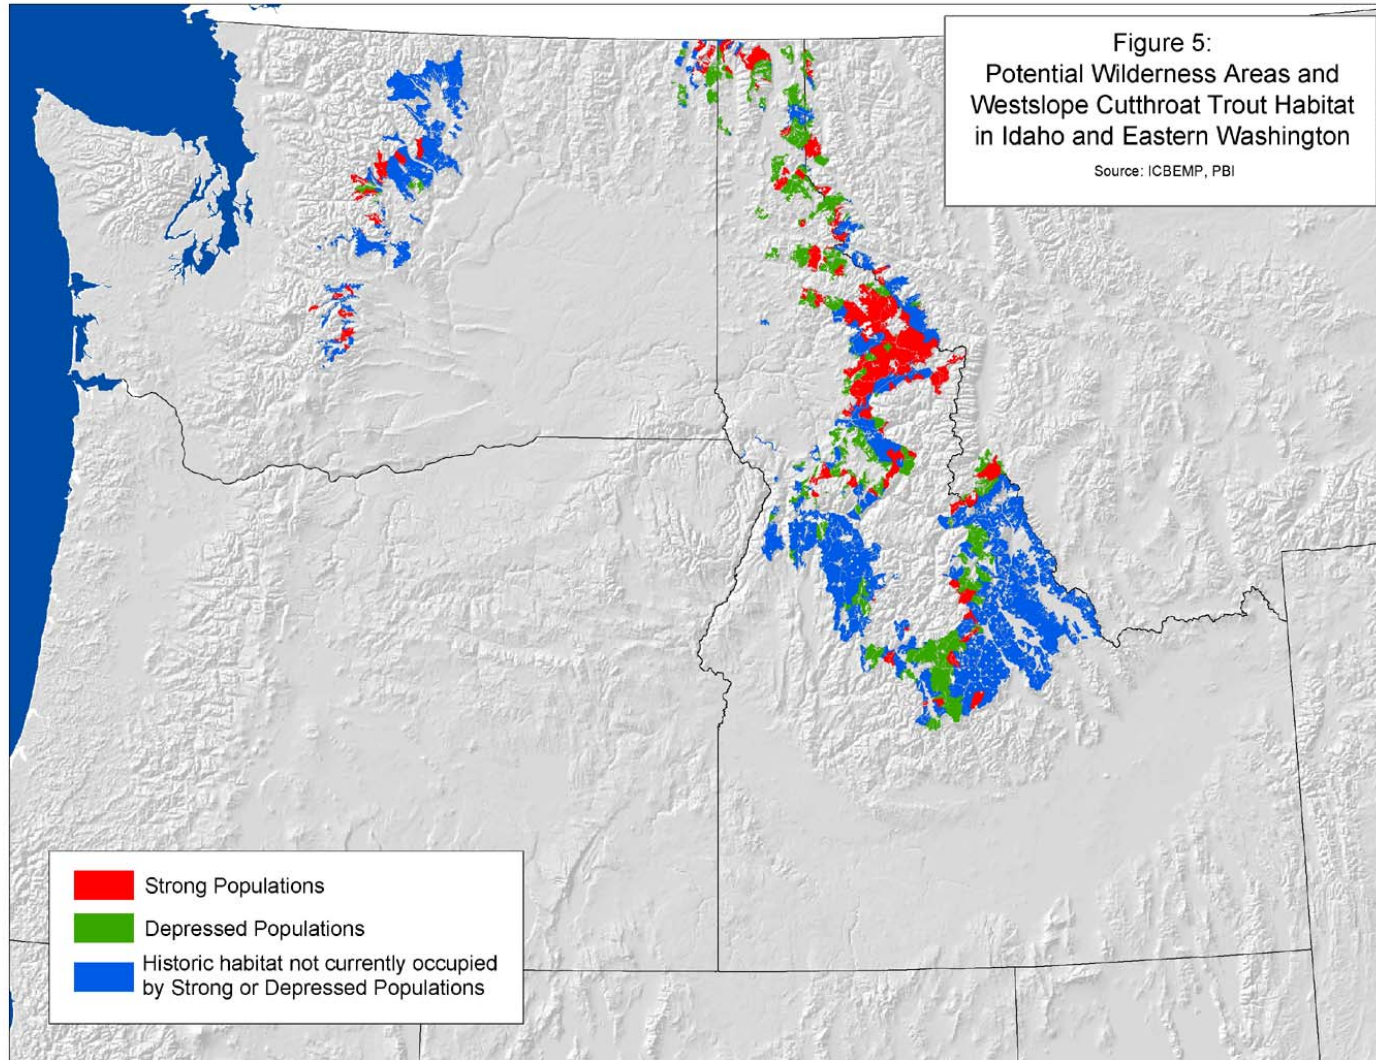 Figure 5:
Potential Wilderness Areas and
Westslope Cutthroat Trout Habitat
in Idaho and Eastern Washington
Source: ICBEMP, PBI
Strong Populations
Depressed Populations
Historic habitat not currently occupied
by Strong or Depressed Populations